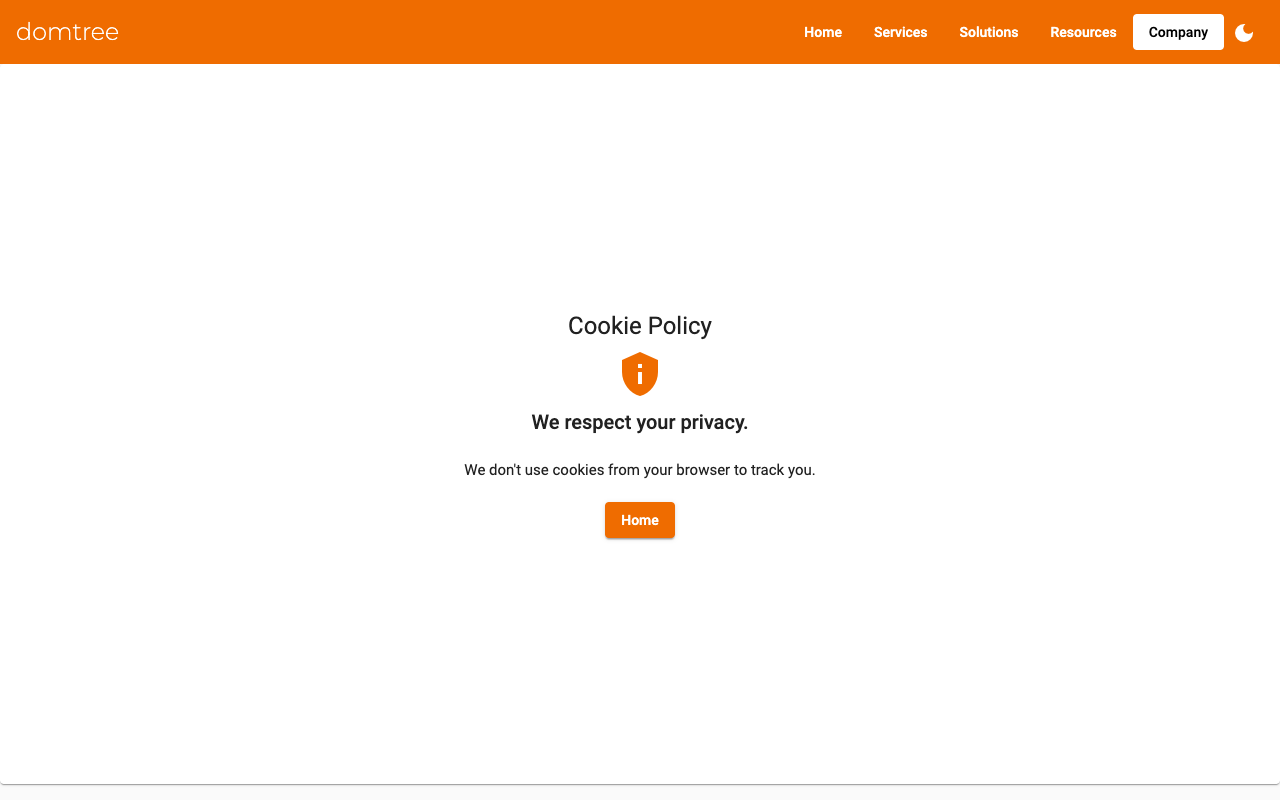 domtree
Home
Services
Solutions
Resources
Company
Cookie Policy
We respect your privacy.
We don't use cookies from your browser to track you.
Home